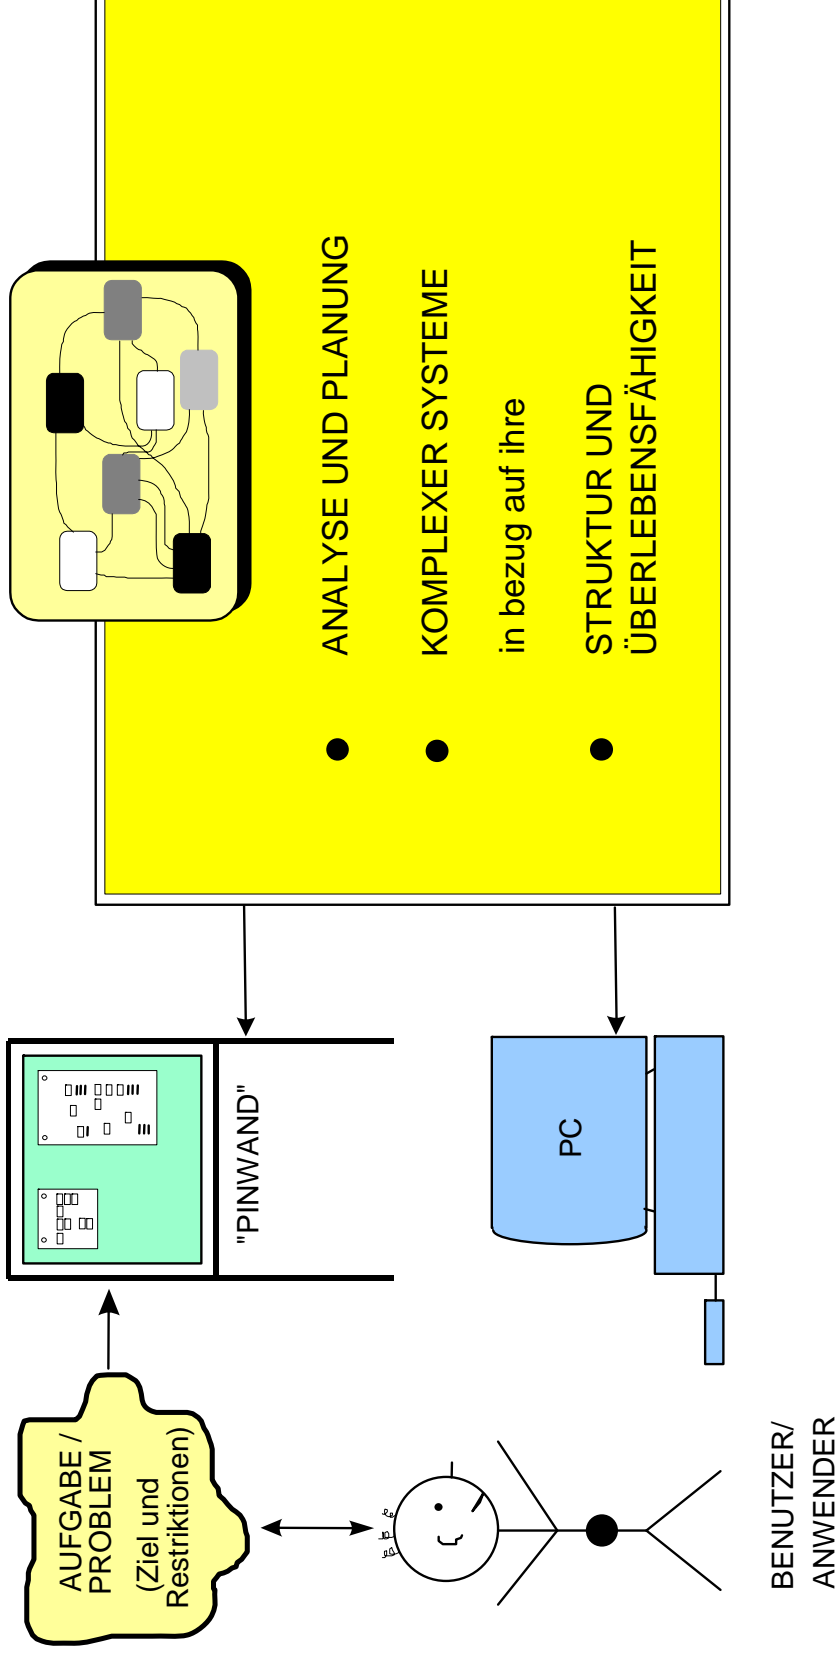 AUFGABE /
PROBLEM
(Ziel und
Restriktionen)
BENUTZER/
ANWENDER
"PINWAND"
PC
ANALYSE UND PLANUNG
KOMPLEXER SYSTEME
in bezug auf ihre
STRUKTUR UND
ÜBERLEBENSFÄHIGKEIT